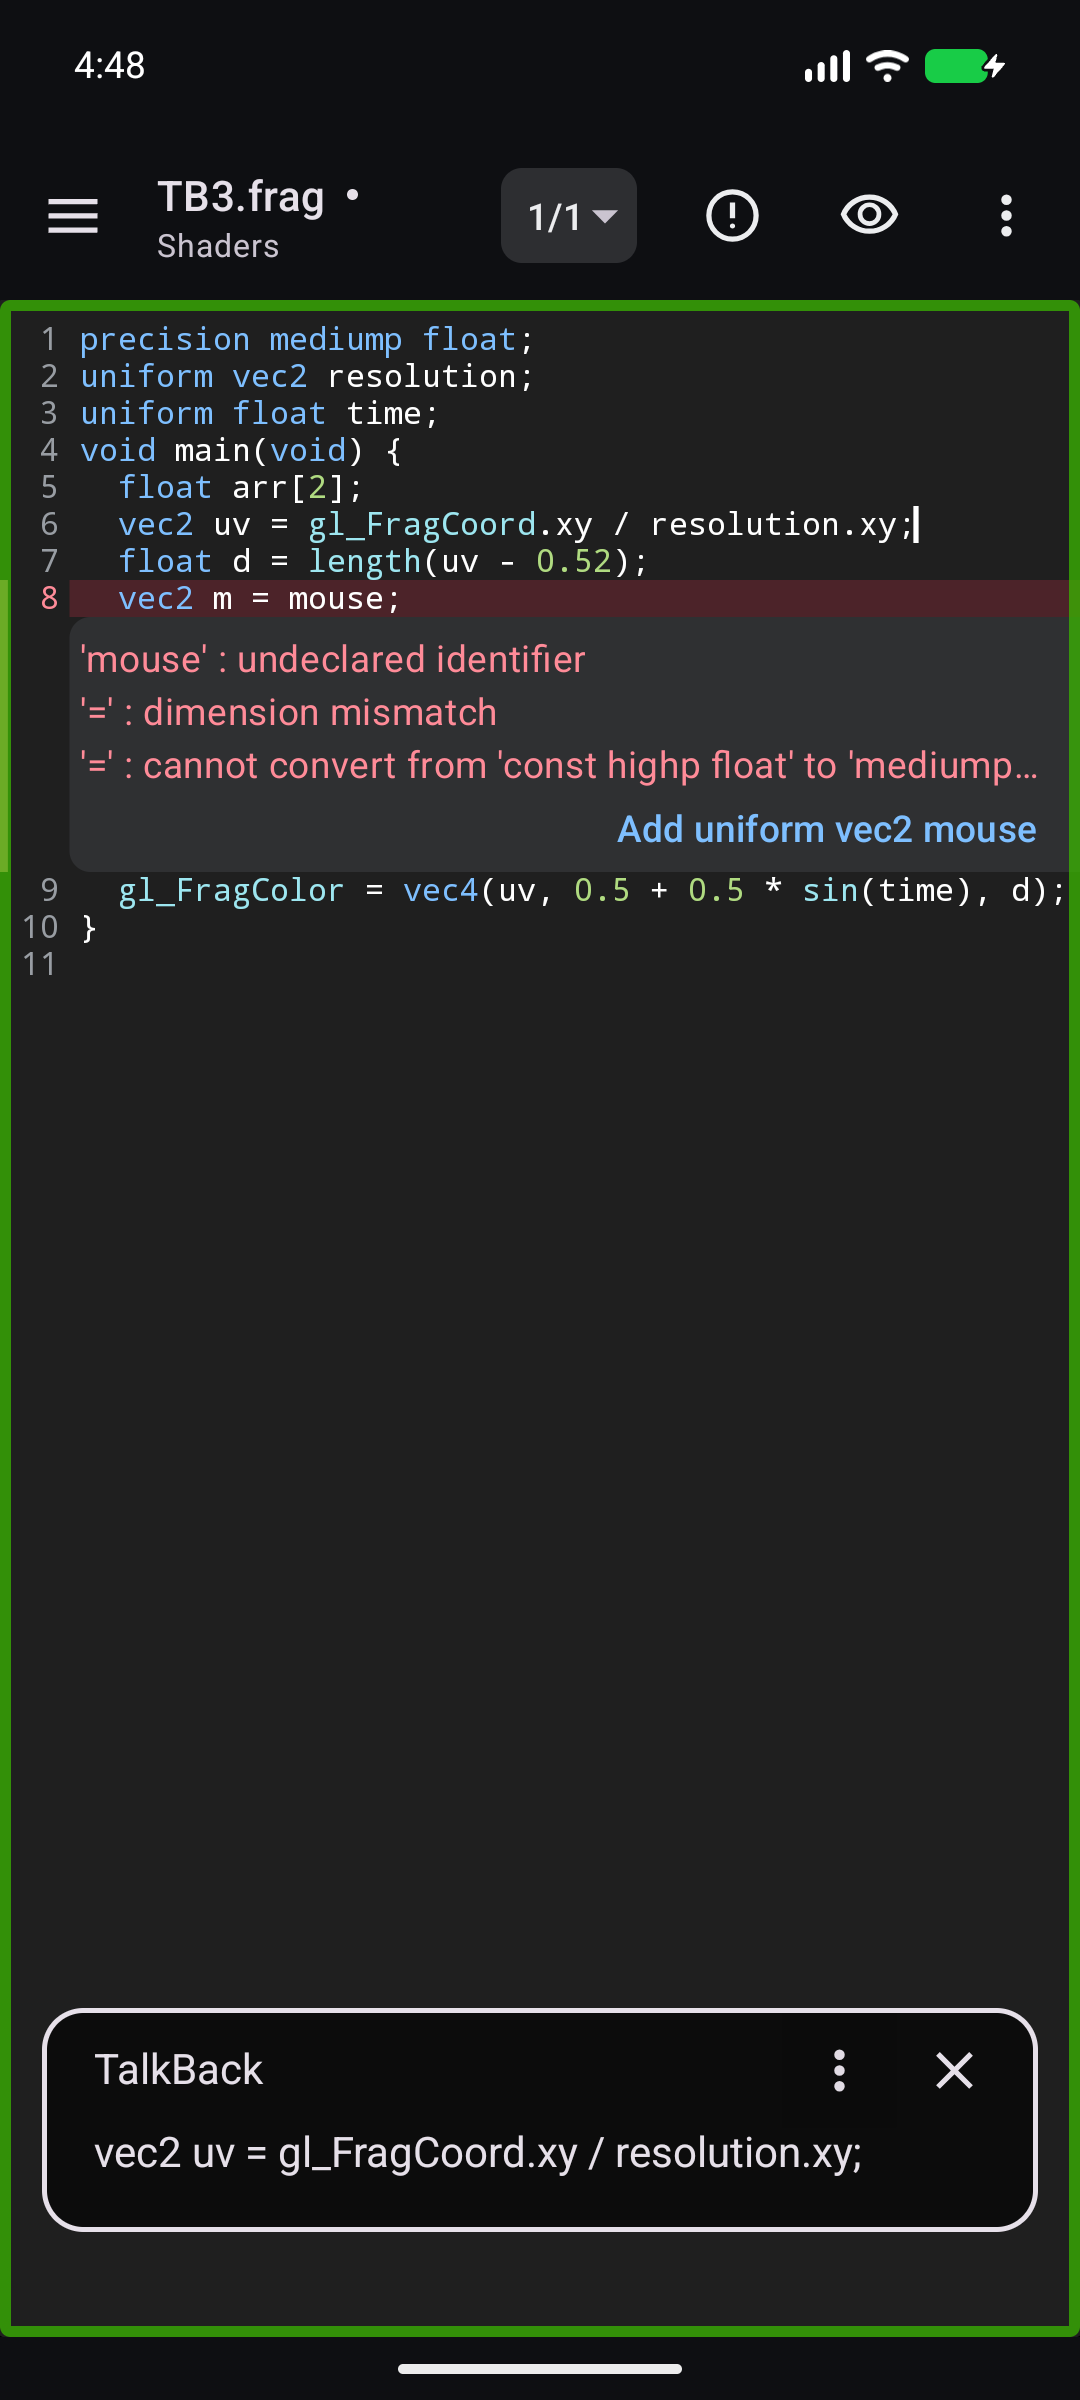 4:48
TB3.frag •
Shaders
1/1
1 precision mediump float;
2 uniform vec2 resolution;
3 uniform float time;
4 void main(void) {
5   float arr[2];
6   vec2 uv = gl_FragCoord.xy / resolution.xy;
7   float d = length(uv - 0.52);
8   vec2 m = mouse;
'mouse' : undeclared identifier
'=' : dimension mismatch
'=' : cannot convert from 'const highp float' to 'mediump…
Add uniform vec2 mouse
9   gl_FragColor = vec4(uv, 0.5 + 0.5 * sin(time), d);
10 }
11
TalkBack
vec2 uv = gl_FragCoord.xy / resolution.xy;